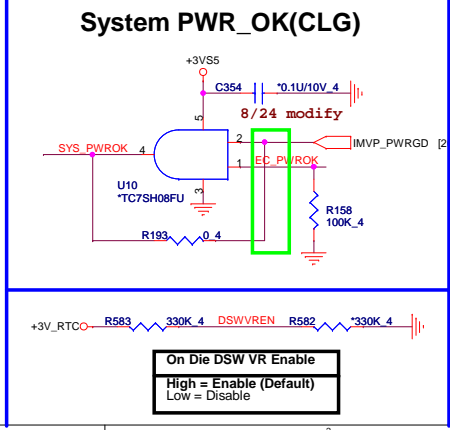 System PWR_OK(CLG)
+3VS5
C354 *0.1U/10V_4
8/24 modify
5
SYS_PWROK 4
2
IMVP_PWRGD [2
EC_PWROK
1
U10
*TC7SH08FU
3
R158
100K_4
R193 0_4
+3V_RTC R583 330K_4 DSWVREN R582 *330K_4
On Die DSW VR Enable
High = Enable (Default)
Low = Disable